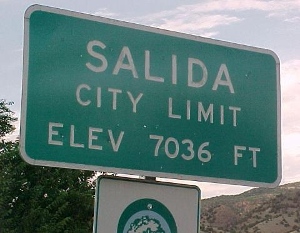 SALIDA
CITY LIMIT
ELEV 7036 FT